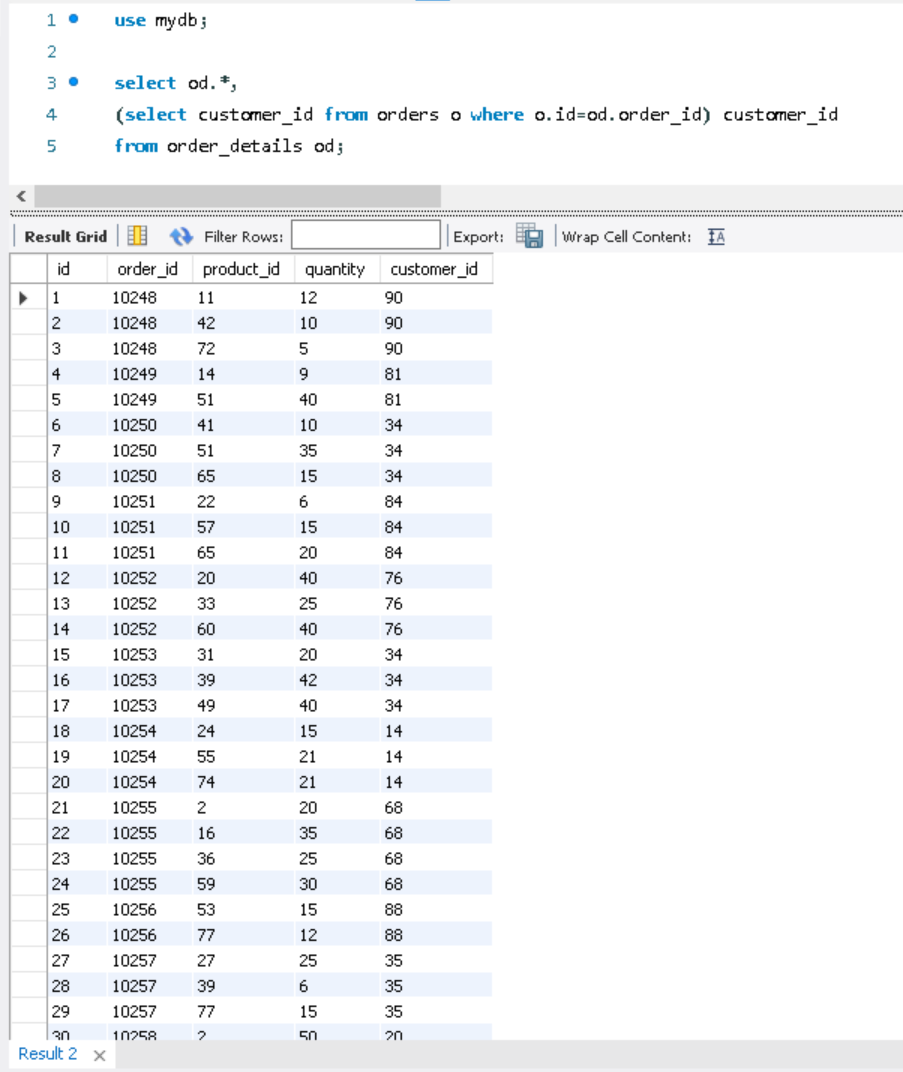 1 use mydb;
2
3 select od.*,
4 (select customer_id from orders o where o.id=od.order_id) customer_id
5 from order_details od;
Result Grid Filter Rows: Export: Wrap Cell Content: IA
id order_id product_id quantity customer_id
1 10248 11 12 90
2 10248 42 10 90
3 10248 72 5 90
4 10249 14 9 81
5 10249 51 40 81
6 10250 41 10 34
7 10250 51 35 34
8 10250 65 15 34
9 10251 22 6 84
10 10251 57 15 84
11 10251 65 20 84
12 10252 20 40 76
13 10252 33 25 76
14 10252 60 40 76
15 10253 31 20 34
16 10253 39 42 34
17 10253 49 40 34
18 10254 24 15 14
19 10254 55 21 14
20 10254 74 21 14
21 10255 2 20 68
22 10255 16 35 68
23 10255 36 25 68
24 10255 59 30 68
25 10256 53 15 88
26 10256 77 12 88
27 10257 27 25 35
28 10257 39 6 35
29 10257 77 15 35
30 10258 2 50 20
Result 2